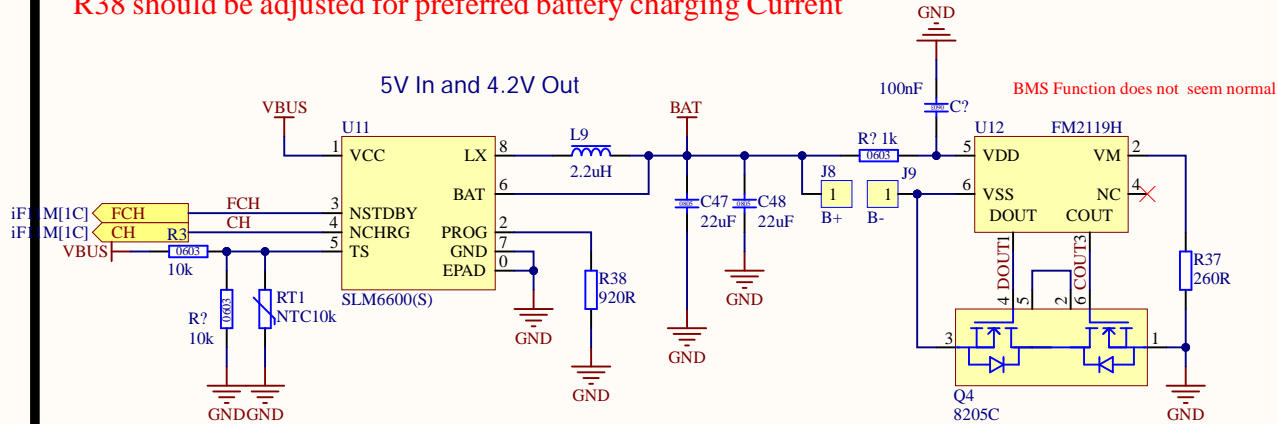 R38 should be adjusted for preferred battery charging Current
GND
5V In and 4.2V Out
BMS Function does not seem normal
100nF
C?
VBUS
BAT
U11
L9
R? 1k
U12
FM2119H
1 VCC
LX 8
2.2uH
0603
5 VDD
VM 2
BAT 6
J8
J9
1
1
6 VSS
NC 4
C47
C48
22uF
22uF
B+
B-
DOUT
COUT
FCH
FCH
3 NSTDBY
CH
CH
4 NCHRG
PROG 2
R3
VBUS
0603
5 TS
GND 7
EPAD 0
10k
DOUT1
COUT3
R37
260R
R38
920R
SLM6600(S)
RT1
NTC10k
R?
10k
0603
GND
GND
GND
GND
GND
GND
4
5
2
6
3
1
Q4
8205C
GND